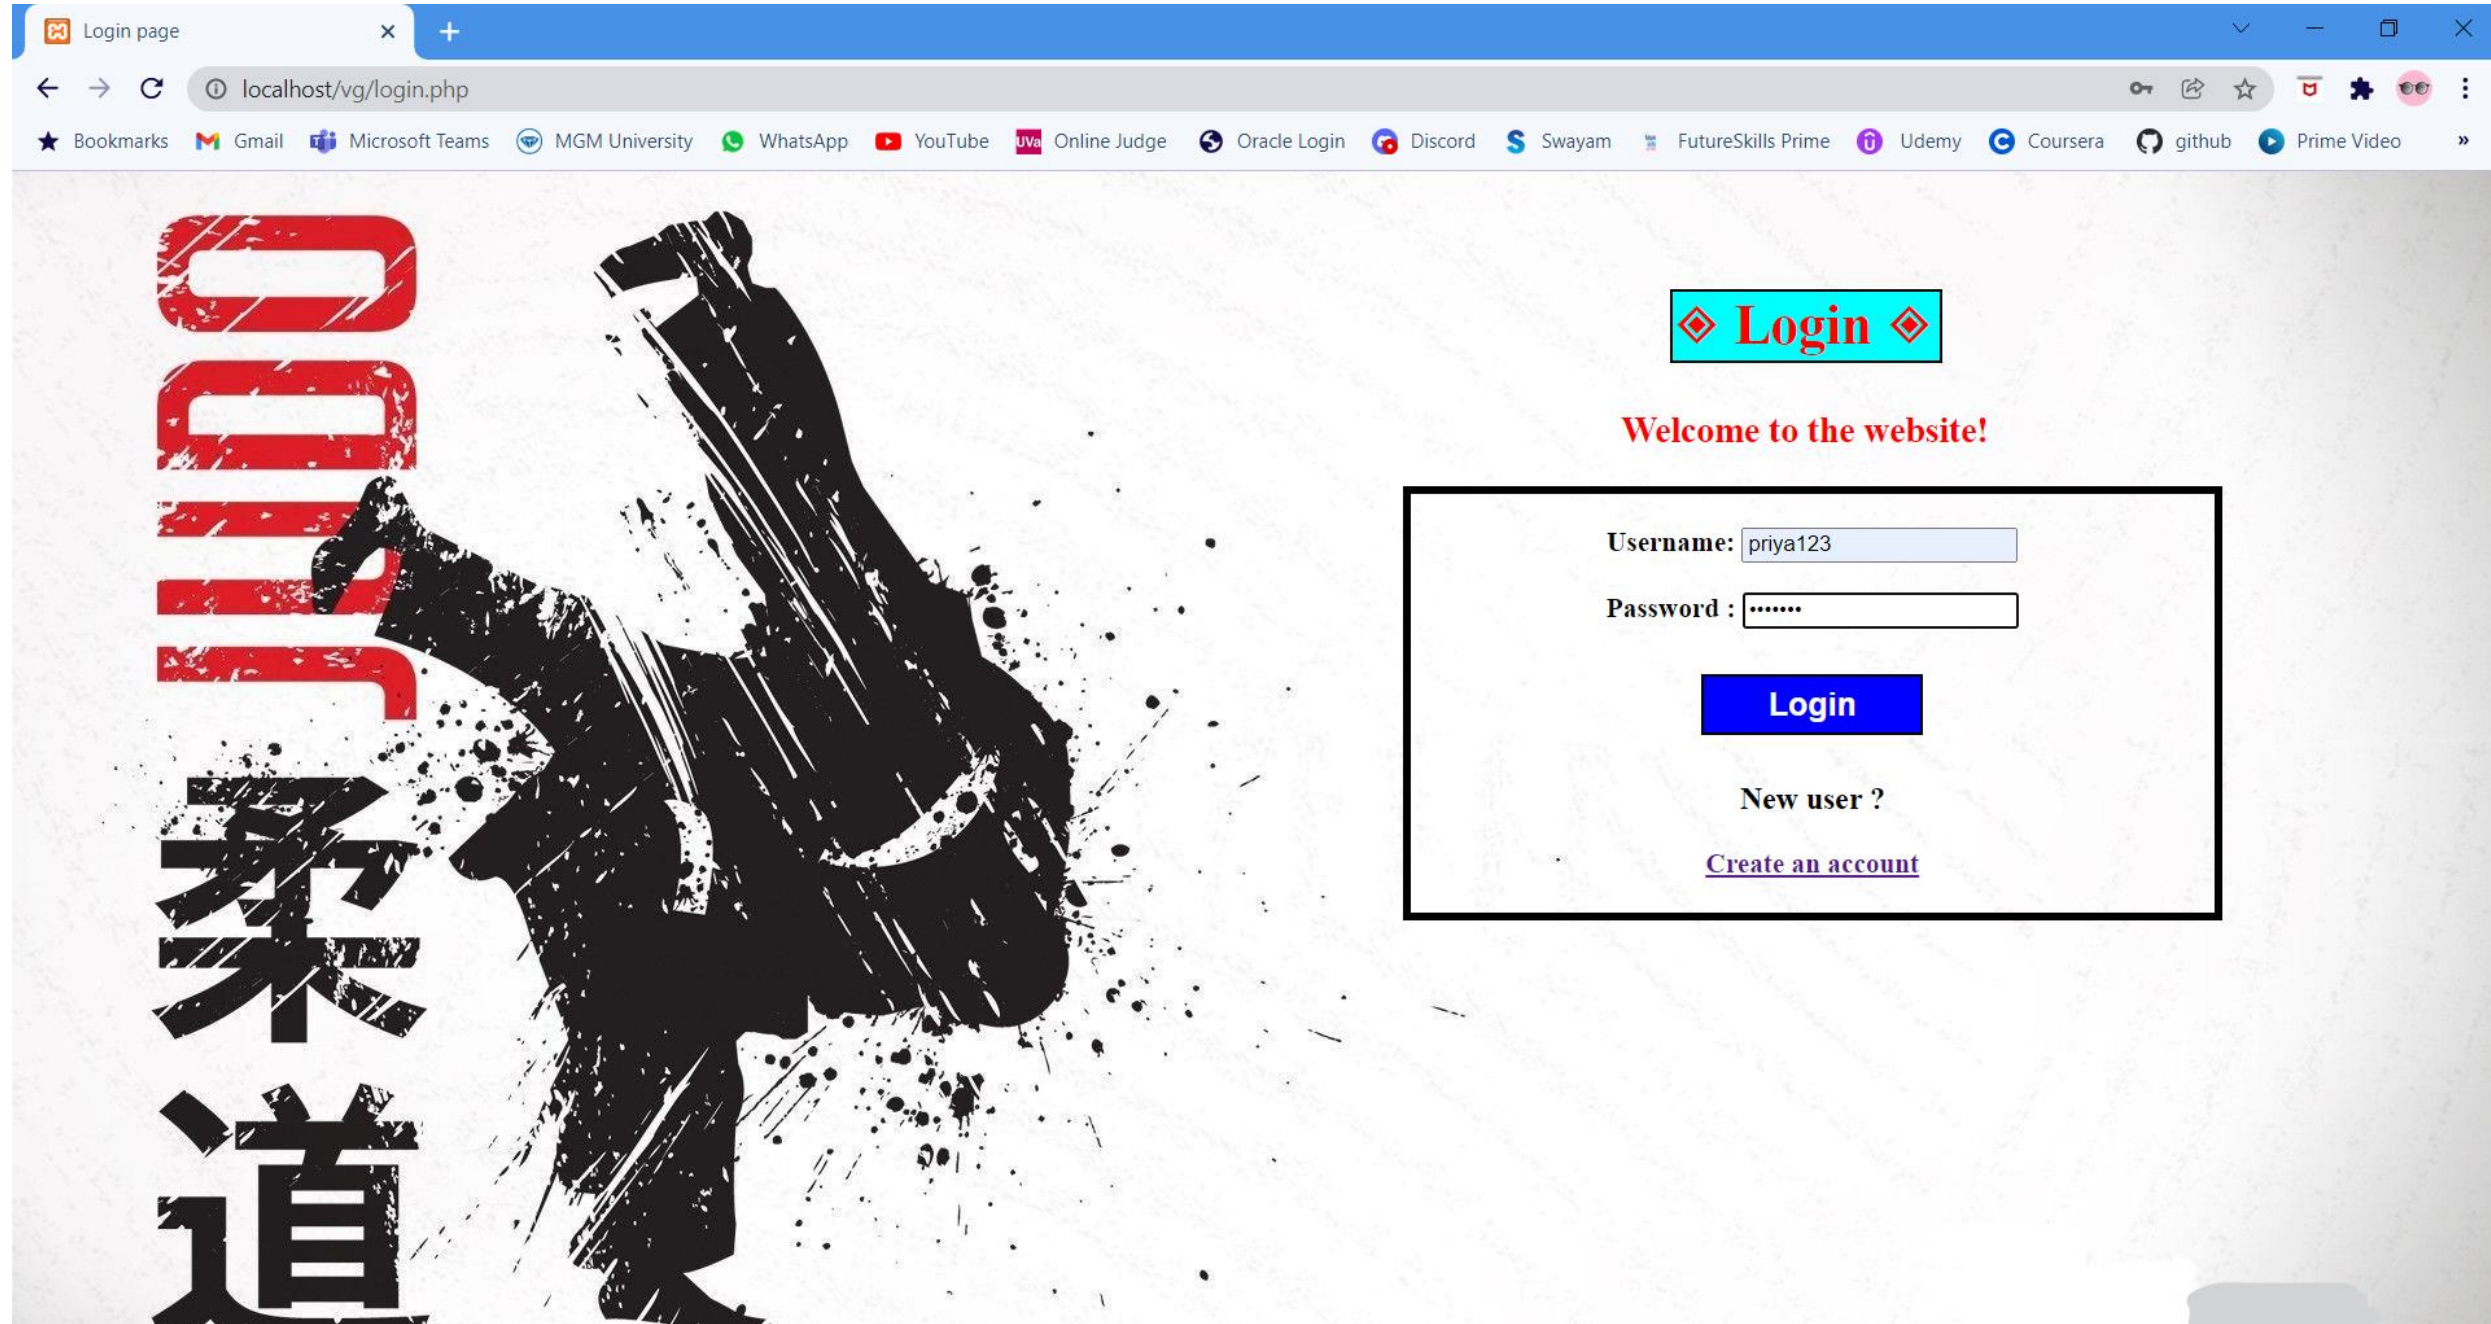 Login page
localhost/vg/login.php
Bookmarks Gmail Microsoft Teams MGM University WhatsApp YouTube UVa Online Judge Oracle Login Discord Swayam FutureSkills Prime Udemy Coursera github Prime Video »
JUDO
柔道
◈ Login ◈
Welcome to the website!
Username: priya123
Password : •••••••
Login
New user ?
Create an account